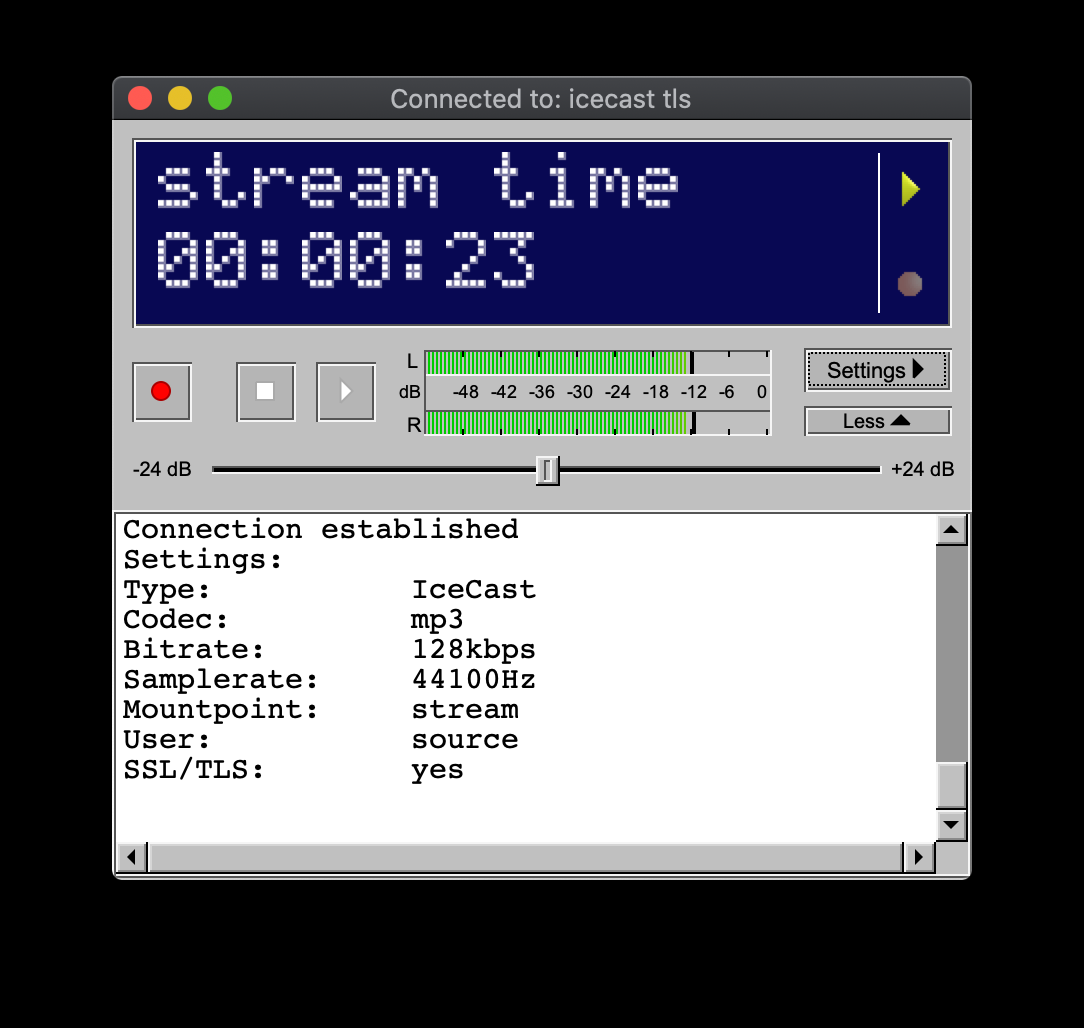 Connected to: icecast tls
stream time
00:00:23
L
dB -48 -42 -36 -30 -24 -18 -12 -6 0
R
Settings
Less
-24 dB +24 dB
Connection established
Settings:
Type: IceCast
Codec: mp3
Bitrate: 128kbps
Samplerate: 44100Hz
Mountpoint: stream
User: source
SSL/TLS: yes